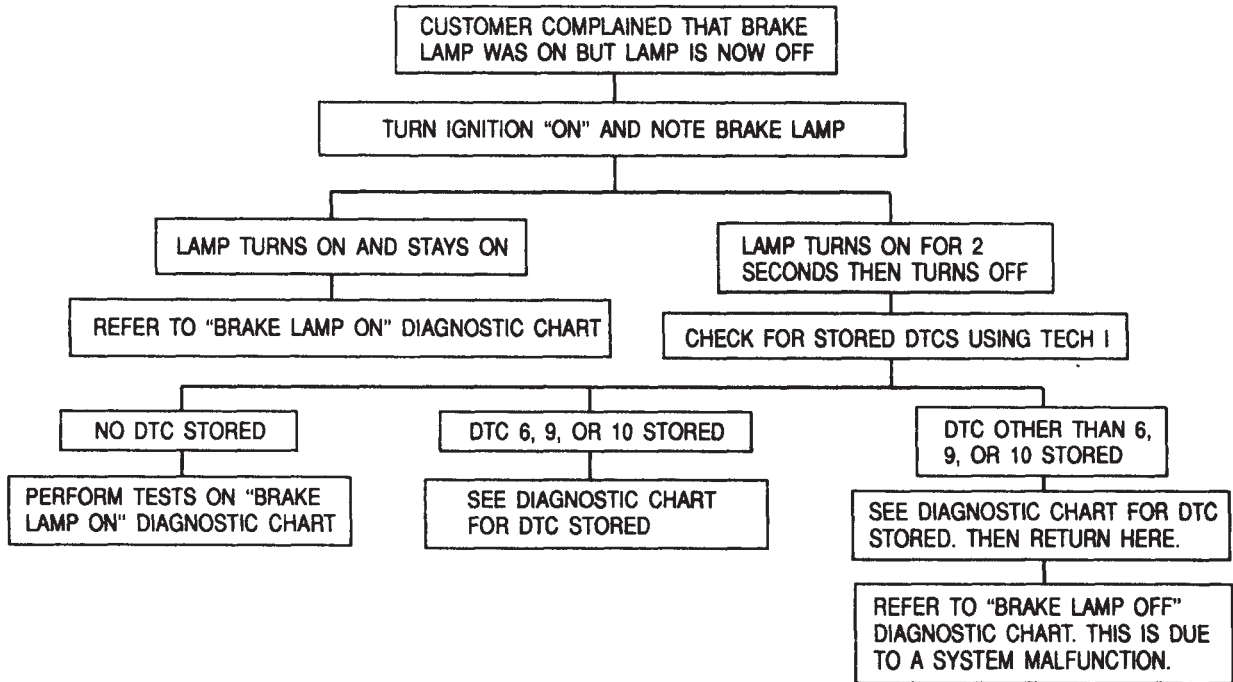 CUSTOMER COMPLAINED THAT BRAKE
LAMP WAS ON BUT LAMP IS NOW OFF
TURN IGNITION “ON” AND NOTE BRAKE LAMP
LAMP TURNS ON AND STAYS ON
LAMP TURNS ON FOR 2
SECONDS THEN TURNS OFF
REFER TO “BRAKE LAMP ON” DIAGNOSTIC CHART
CHECK FOR STORED DTCS USING TECH I
NO DTC STORED
DTC 6, 9, OR 10 STORED
DTC OTHER THAN 6,
9, OR 10 STORED
PERFORM TESTS ON “BRAKE
LAMP ON” DIAGNOSTIC CHART
SEE DIAGNOSTIC CHART
FOR DTC STORED
SEE DIAGNOSTIC CHART FOR DTC
STORED. THEN RETURN HERE.
REFER TO “BRAKE LAMP OFF”
DIAGNOSTIC CHART. THIS IS DUE
TO A SYSTEM MALFUNCTION.